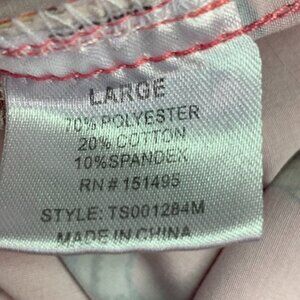 LARGE
70% POLYESTER
20% COTTON
10% SPANDEX
RN # 151495
STYLE: TS001284M
MADE IN CHINA